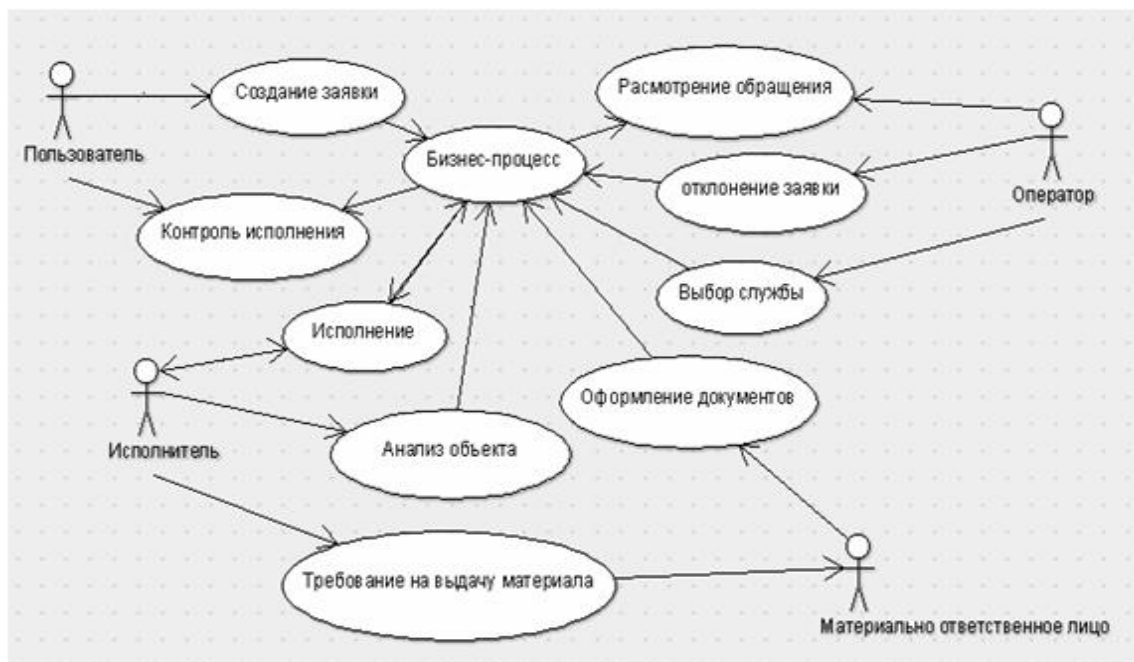 Создание заявки
Расмотрение обращения
Пользователь
Бизнес-процесс
отклонение заявки
Оператор
Контроль исполнения
Выбор службы
Исполнение
Оформление документов
Исполнитель
Анализ объекта
Требование на выдачу материала
Материально ответственное лицо